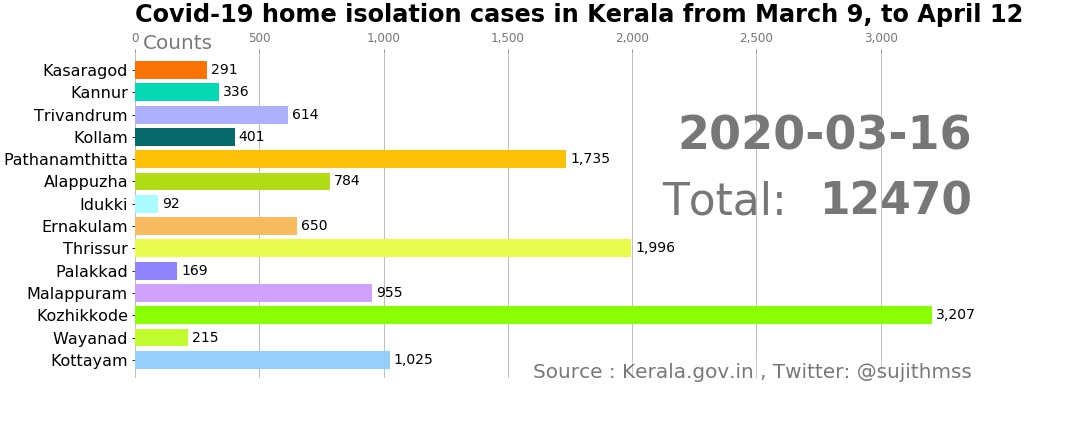 Covid-19 home isolation cases in Kerala from March 9, to April 12
0 500 1,000 1,500 2,000 2,500 3,000
Counts
Kasaragod 291
Kannur 336
Trivandrum 614
Kollam 401
Pathanamthitta 1,735
Alappuzha 784
Idukki 92
Ernakulam 650
Thrissur 1,996
Palakkad 169
Malappuram 955
Kozhikkode 3,207
Wayanad 215
Kottayam 1,025
2020-03-16
Total: 12470
Source : Kerala.gov.in , Twitter: @sujithmss